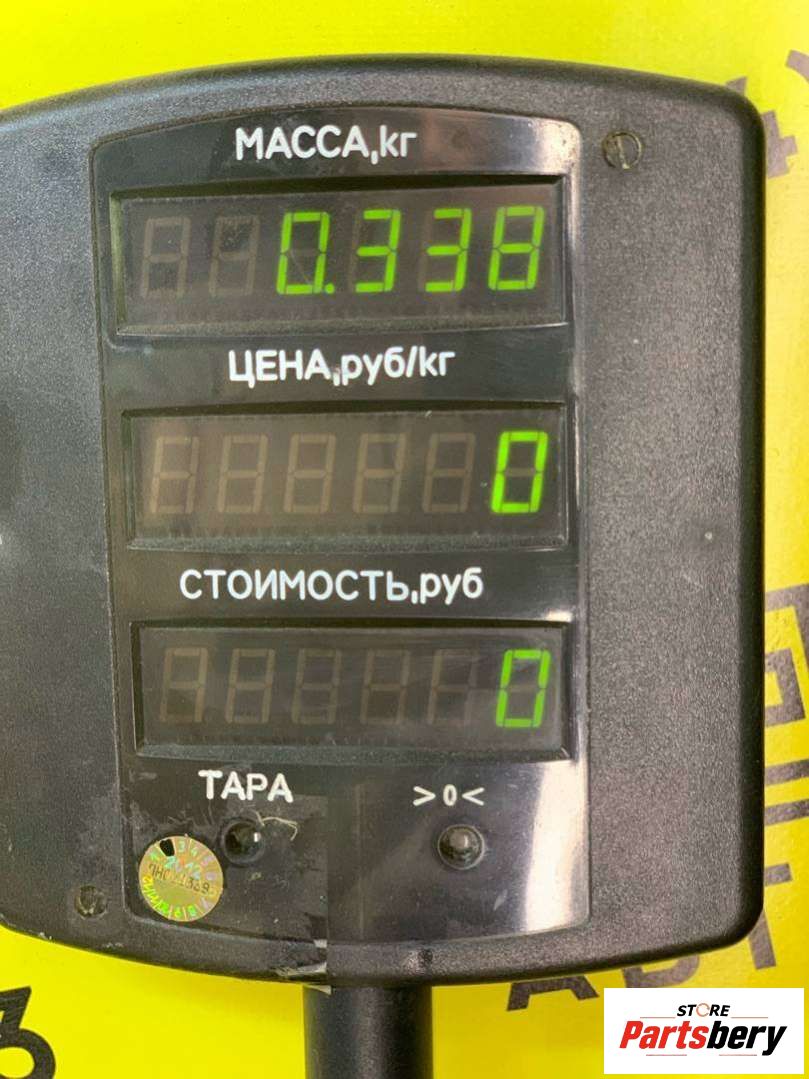 МАССА,кг
0.338
ЦЕНА,руб/кг
0
СТОИМОСТЬ,руб
0
ТАРА >0<
STORE
Partsbery